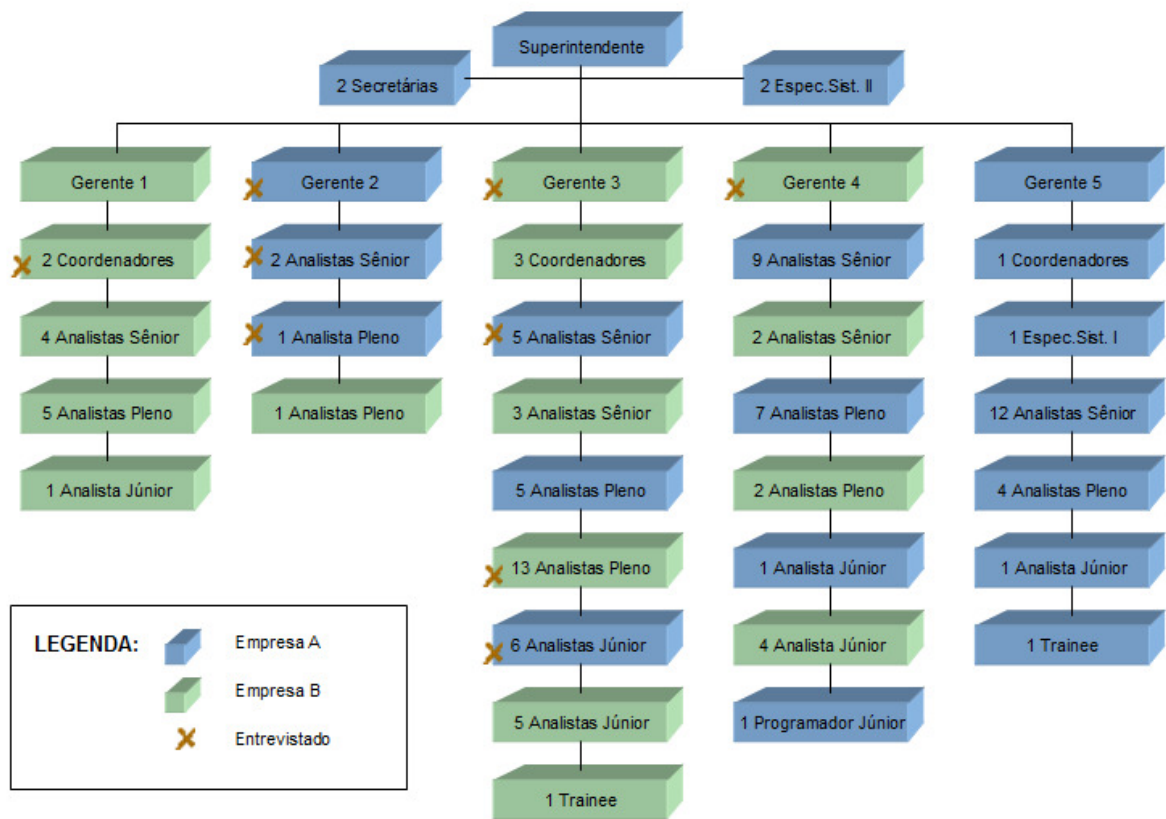 Superintendente
2 Secretárias
2 Espec.Sist. II
Gerente 1
2 Coordenadores
4 Analistas Sênior
5 Analistas Pleno
1 Analista Júnior
Gerente 2
2 Analistas Sênior
1 Analista Pleno
1 Analistas Pleno
Gerente 3
3 Coordenadores
5 Analistas Sênior
3 Analistas Sênior
5 Analistas Pleno
13 Analistas Pleno
6 Analistas Júnior
5 Analistas Júnior
1 Trainee
Gerente 4
9 Analistas Sênior
2 Analistas Sênior
7 Analistas Pleno
2 Analistas Pleno
1 Analista Júnior
4 Analista Júnior
1 Programador Júnior
Gerente 5
1 Coordenadores
1 Espec.Sist. I
12 Analistas Sênior
4 Analistas Pleno
1 Analista Júnior
1 Trainee
LEGENDA:
Empresa A
Empresa B
Entrevistado